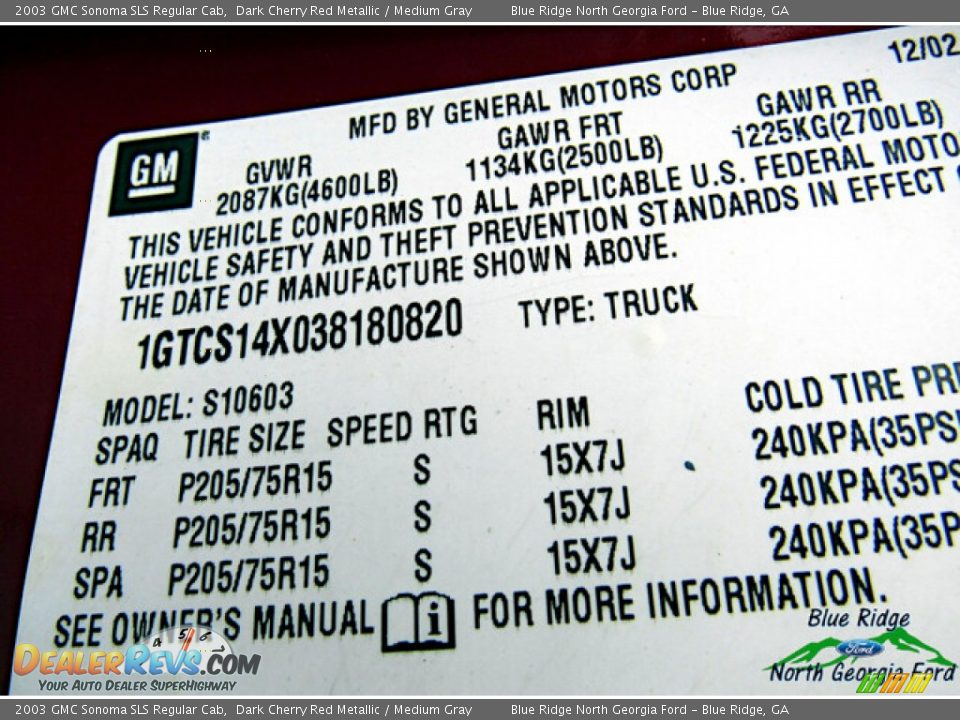 2003 GMC Sonoma SLS Regular Cab, Dark Cherry Red Metallic / Medium Gray Blue Ridge North Georgia Ford - Blue Ridge, GA
12/02
MFD BY GENERAL MOTORS CORP
GM®
GVWR GAWR FRT GAWR RR
2087KG(4600LB) 1134KG(2500LB) 1225KG(2700LB)
THIS VEHICLE CONFORMS TO ALL APPLICABLE U.S. FEDERAL MOTO
VEHICLE SAFETY AND THEFT PREVENTION STANDARDS IN EFFECT
THE DATE OF MANUFACTURE SHOWN ABOVE.
1GTCS14X038180820 TYPE: TRUCK
MODEL: S10603
SPAQ TIRE SIZE SPEED RTG RIM COLD TIRE PRE
FRT P205/75R15 S 15X7J 240KPA(35PSI
RR P205/75R15 S 15X7J 240KPA(35PS
SPA P205/75R15 S 15X7J 240KPA(35P
SEE OWNER'S MANUAL i FOR MORE INFORMATION.
4 5 6
DEALERREVS.COM
YOUR AUTO DEALER SUPERHIGHWAY
Blue Ridge
Ford
North Georgia Ford
2003 GMC Sonoma SLS Regular Cab, Dark Cherry Red Metallic / Medium Gray Blue Ridge North Georgia Ford - Blue Ridge, GA